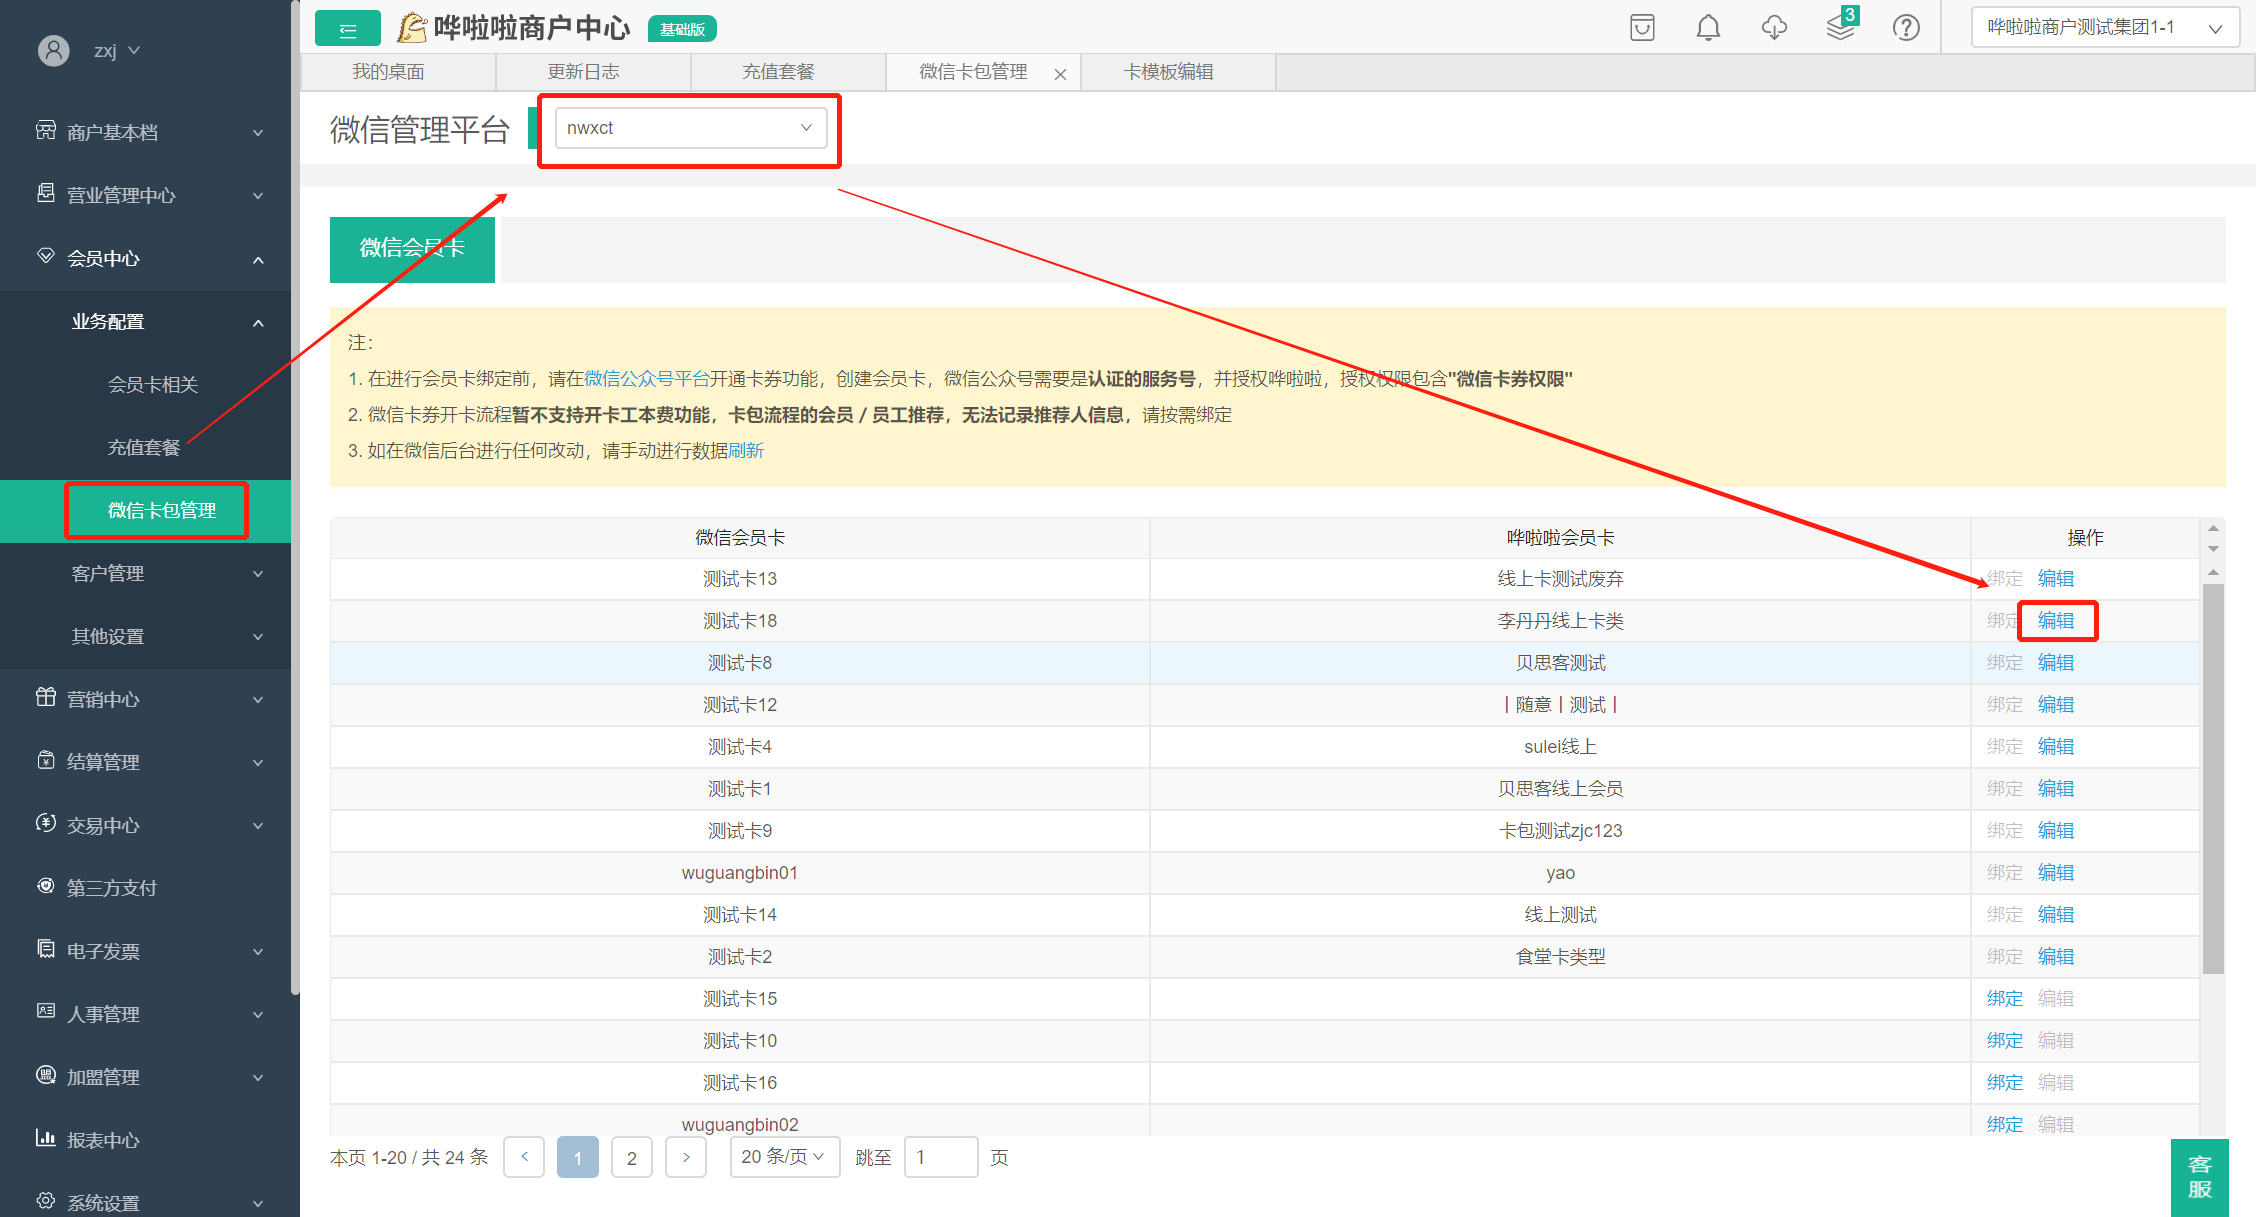 zxj
商户基本档
营业管理中心
会员中心
业务配置
会员卡相关
充值套餐
微信卡包管理
客户管理
其他设置
营销中心
结算管理
交易中心
第三方支付
电子发票
人事管理
加盟管理
报表中心
系统设置
哗啦啦商户中心 基础版
3
哗啦啦商户测试集团1-1
我的桌面 更新日志 充值套餐 微信卡包管理 卡模板编辑
微信管理平台 nwxct
微信会员卡
注：
1. 在进行会员卡绑定前，请在微信公众号平台开通卡券功能，创建会员卡，微信公众号需要是认证的服务号，并授权哗啦啦，授权权限包含"微信卡券权限"
2. 微信卡券开卡流程暂不支持开卡工本费功能，卡包流程的会员 / 员工推荐，无法记录推荐人信息，请按需绑定
3. 如在微信后台进行任何改动，请手动进行数据刷新
微信会员卡 哗啦啦会员卡 操作
测试卡13 线上卡测试废弃 绑定 编辑
测试卡18 李丹丹线上卡类 绑定 编辑
测试卡8 贝思客测试 绑定 编辑
测试卡12 | 随意 | 测试 | 绑定 编辑
测试卡4 sulei线上 绑定 编辑
测试卡1 贝思客线上会员 绑定 编辑
测试卡9 卡包测试zjc123 绑定 编辑
wuguangbin01 yao 绑定 编辑
测试卡14 线上测试 绑定 编辑
测试卡2 食堂卡类型 绑定 编辑
测试卡15 绑定 编辑
测试卡10 绑定 编辑
测试卡16 绑定 编辑
wuguangbin02 绑定 编辑
本页 1-20 / 共 24 条 < 1 2 > 20 条/页 跳至 1 页
客
服